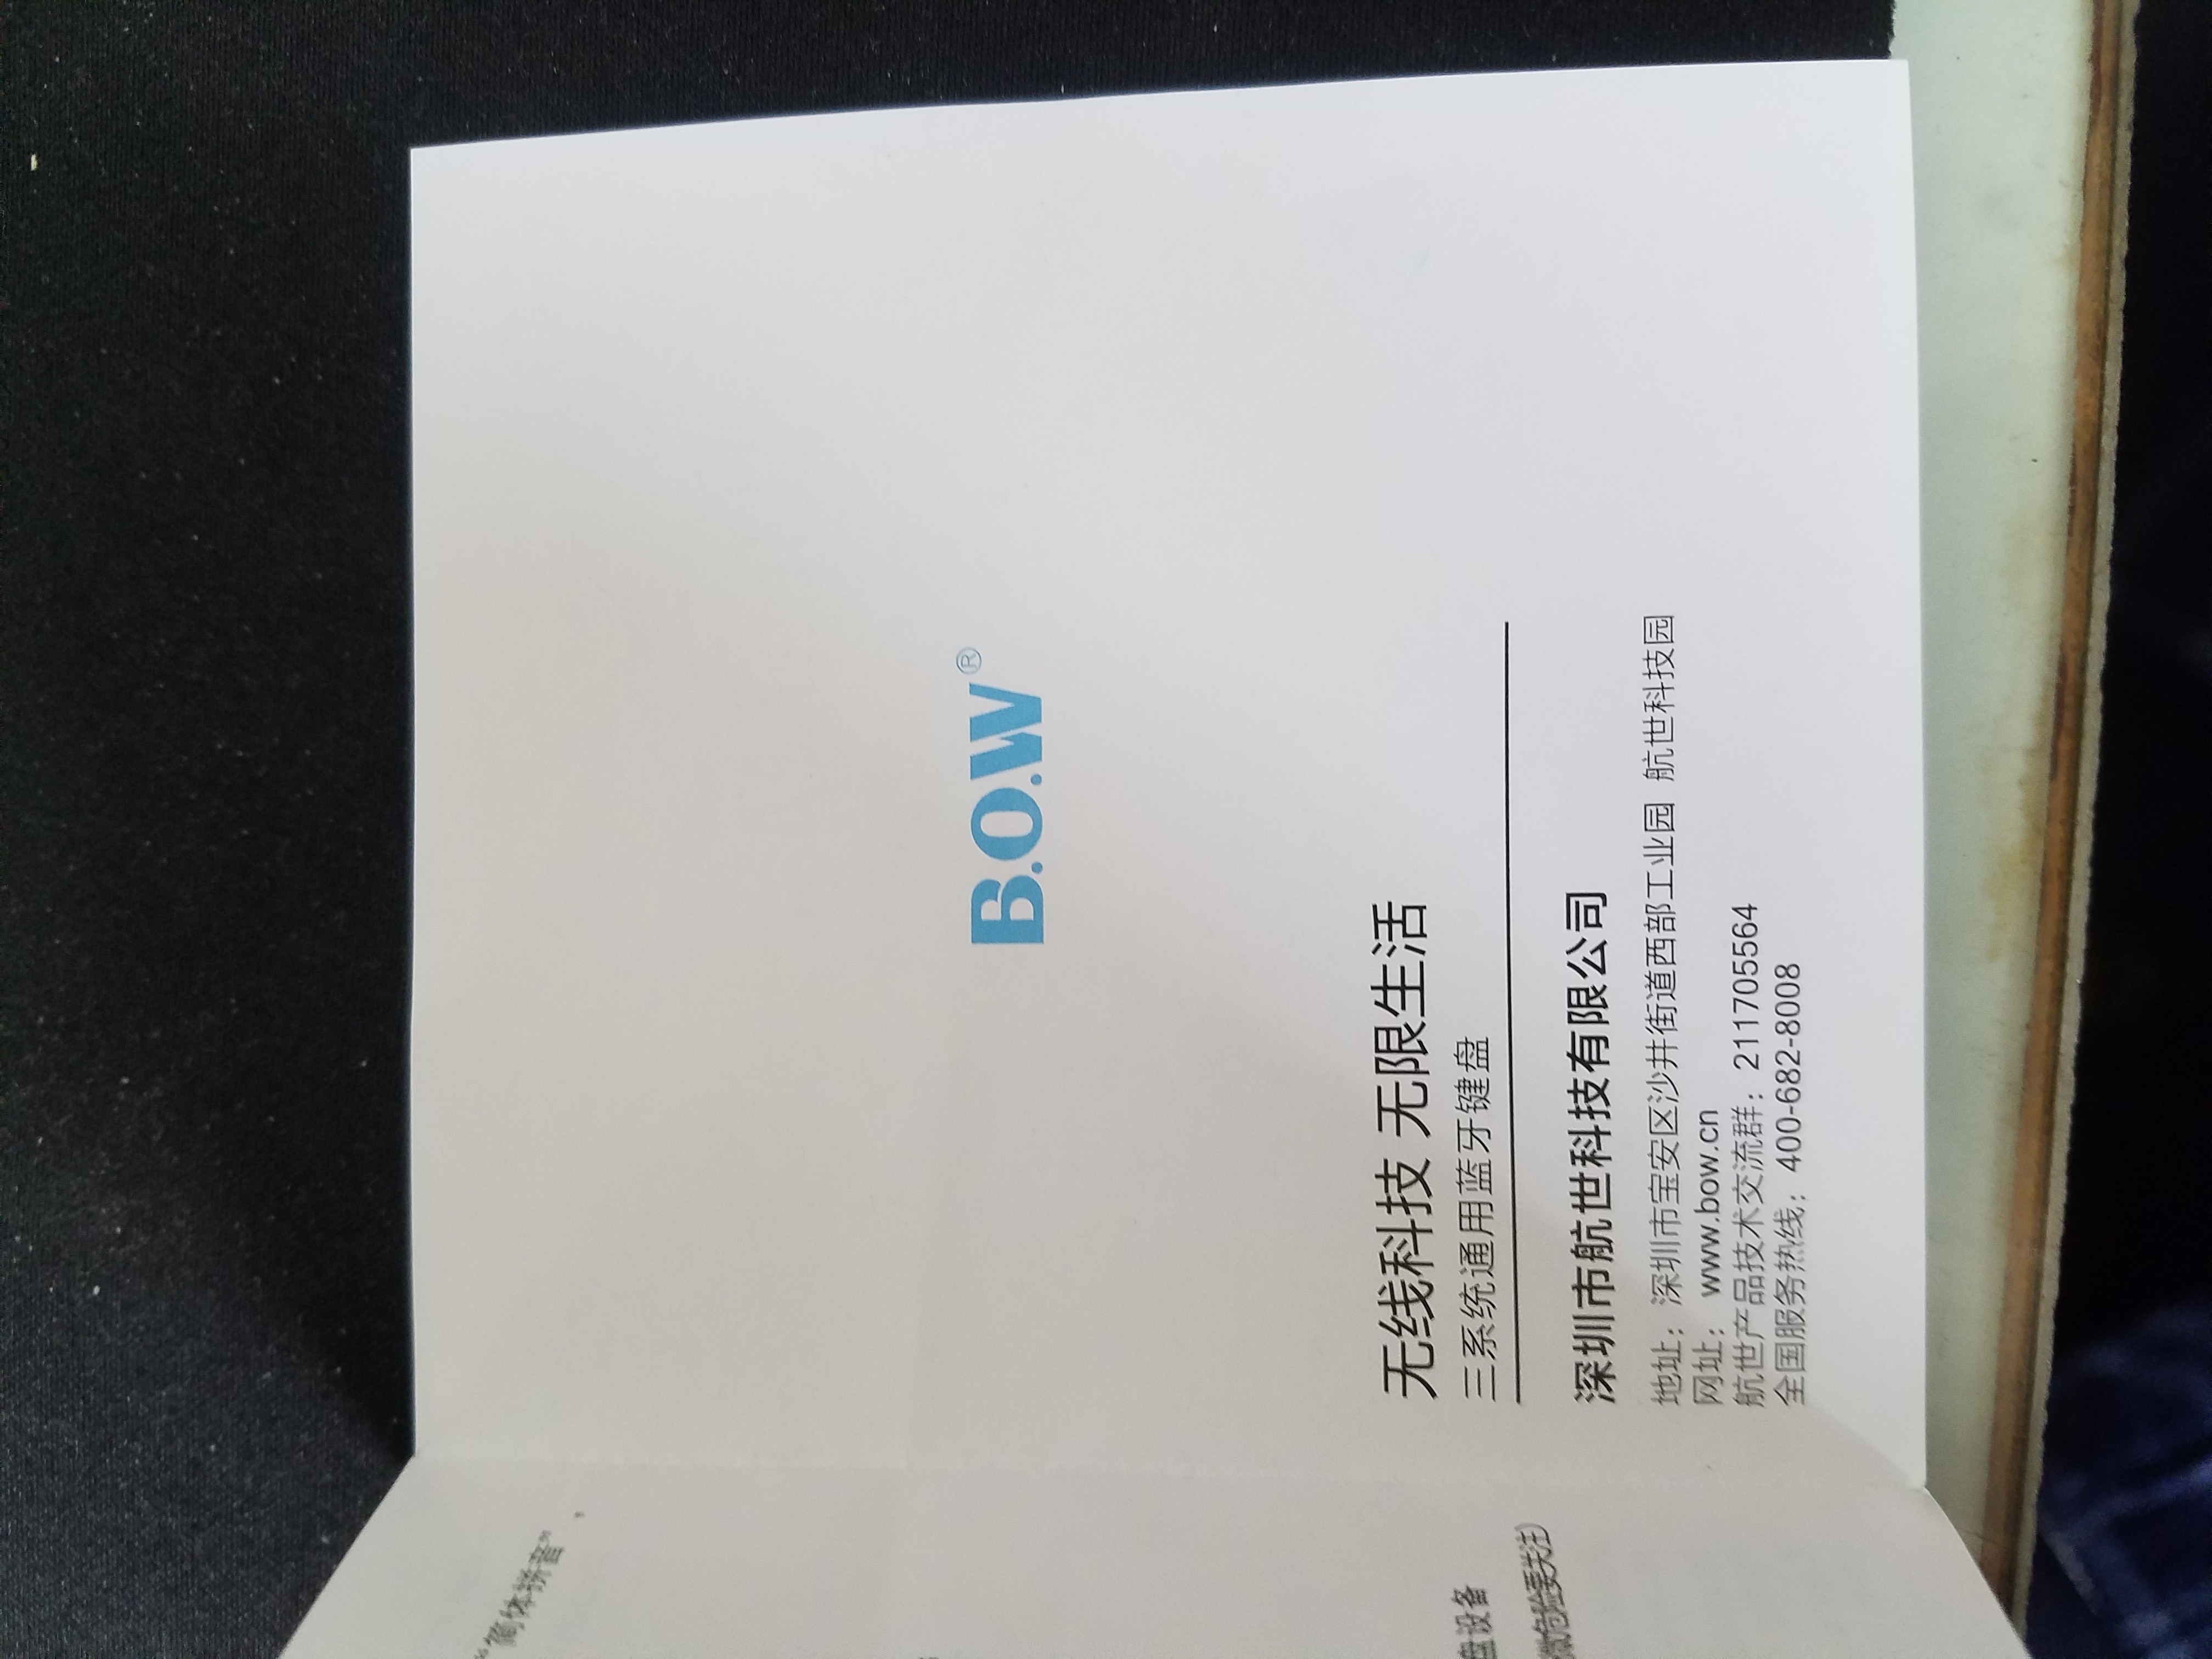 “简体拼音”，
盘设备
微危险要关注）
B.O.W®
无线科技 无限生活
三系统通用蓝牙键盘
深圳市航世科技有限公司
地址：深圳市宝安区沙井街道西部工业园 航世科技园
网址： www.bow.cn
航世产品技术交流群：211705564
全国服务热线：400-682-8008